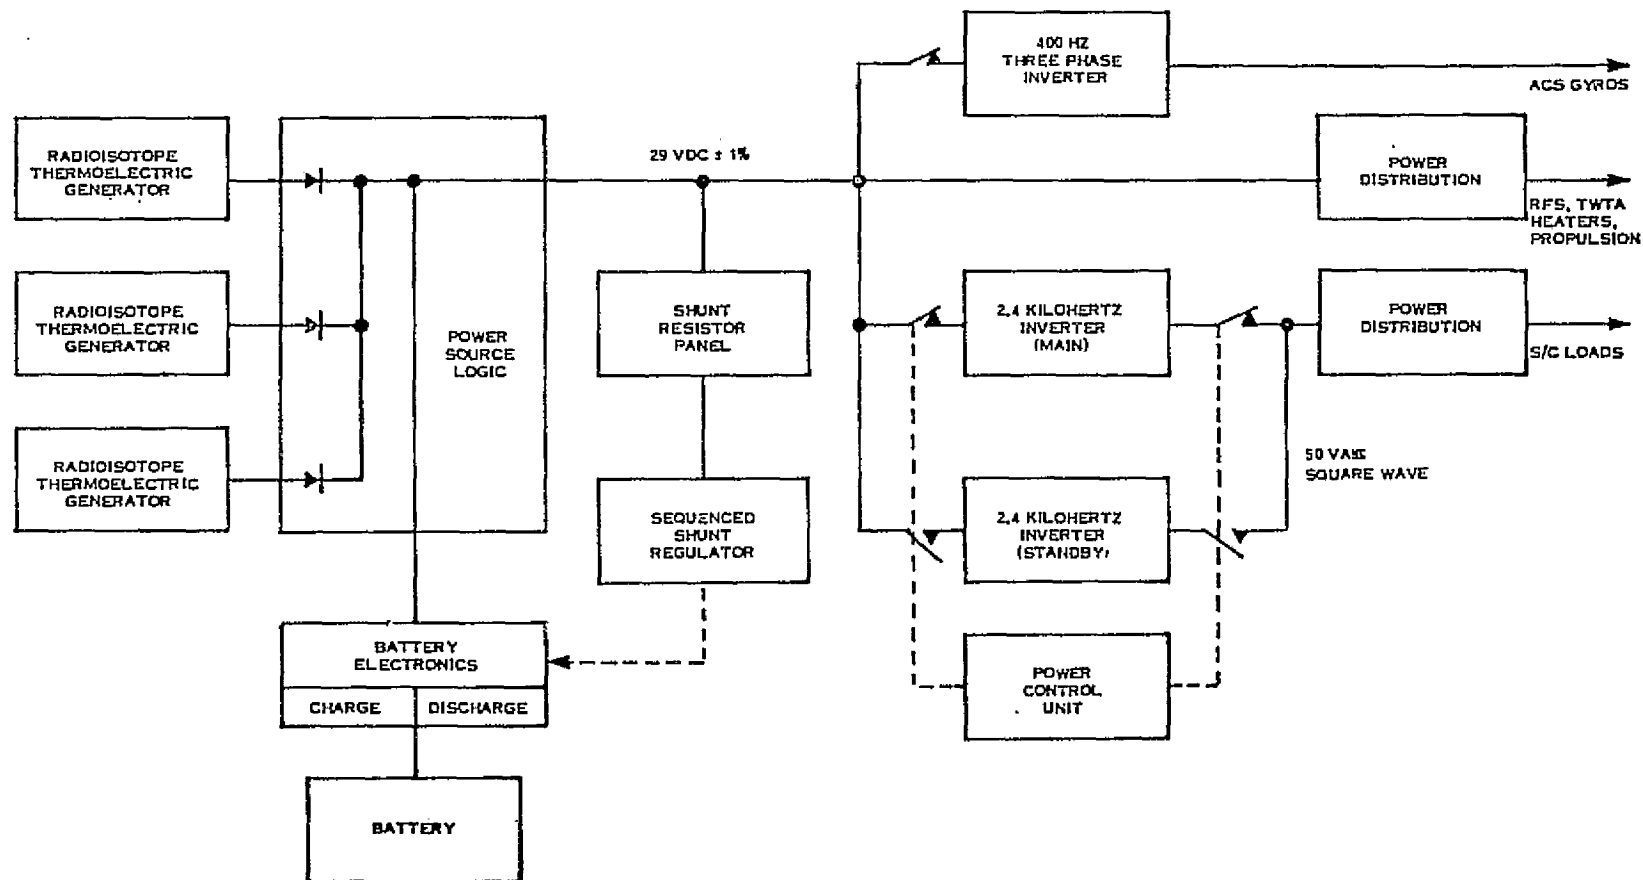 400 HZ
THREE PHASE
INVERTER
ACS GYROS
RADIOISOTOPE
THERMOELECTRIC
GENERATOR
29 VDC ± 1%
POWER
DISTRIBUTION
RFS, TWTA
HEATERS,
PROPULSION
RADIOISOTOPE
THERMOELECTRIC
GENERATOR
POWER
SOURCE
LOGIC
SHUNT
RESISTOR
PANEL
2.4 KILOHERTZ
INVERTER
(MAIN)
POWER
DISTRIBUTION
S/C LOADS
RADIOISOTOPE
THERMOELECTRIC
GENERATOR
SEQUENCED
SHUNT
REGULATOR
2.4 KILOHERTZ
INVERTER
(STANDBY)
50
SQUARE WAVE
BATTERY
ELECTRONICS
CHARGE
DISCHARGE
POWER
CONTROL
UNIT
BATTERY